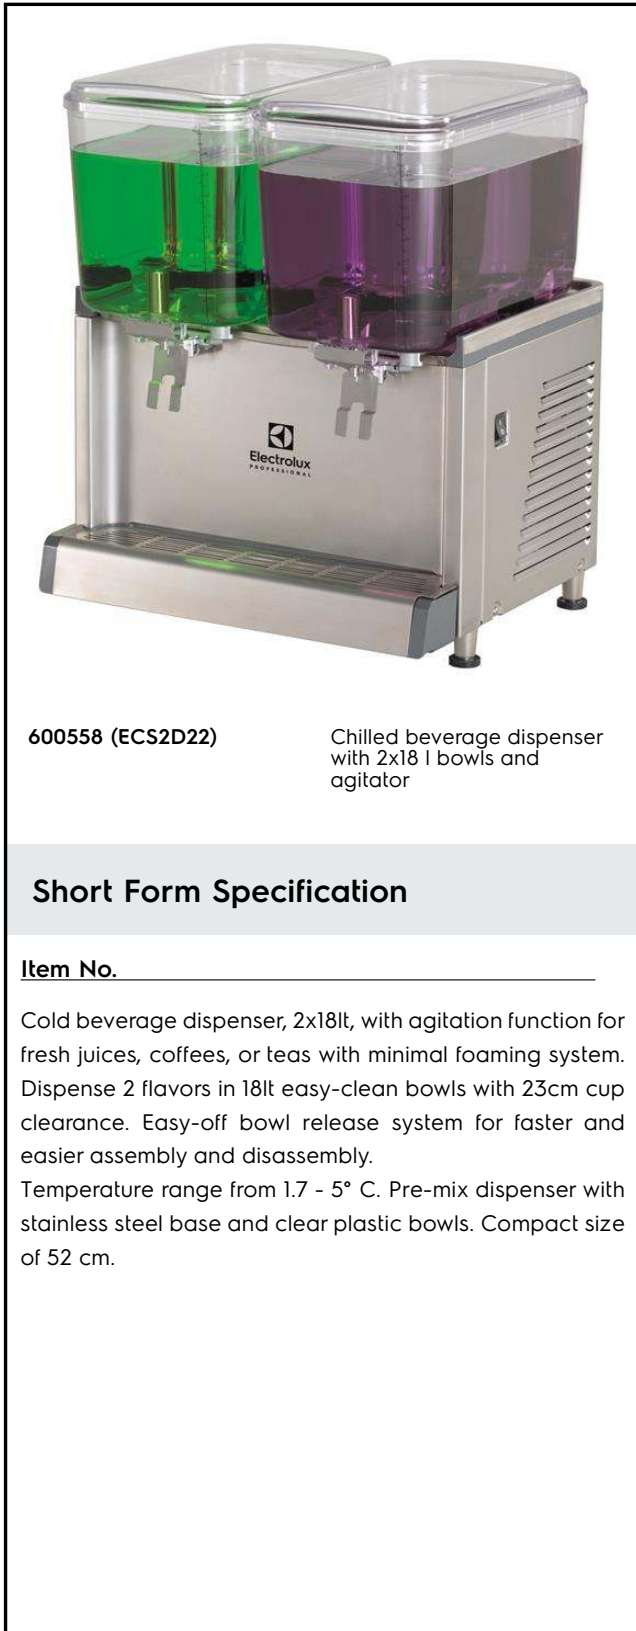 Electrolux
PROFESSIONAL
600558 (ECS2D22)
Chilled beverage dispenser
with 2x18 l bowls and
agitator
Short Form Specification
Item No.
Cold beverage dispenser, 2x18lt, with agitation function for
fresh juices, coffees, or teas with minimal foaming system.
Dispense 2 flavors in 18lt easy-clean bowls with 23cm cup
clearance. Easy-off bowl release system for faster and
easier assembly and disassembly.
Temperature range from 1.7 - 5° C. Pre-mix dispenser with
stainless steel base and clear plastic bowls. Compact size
of 52 cm.